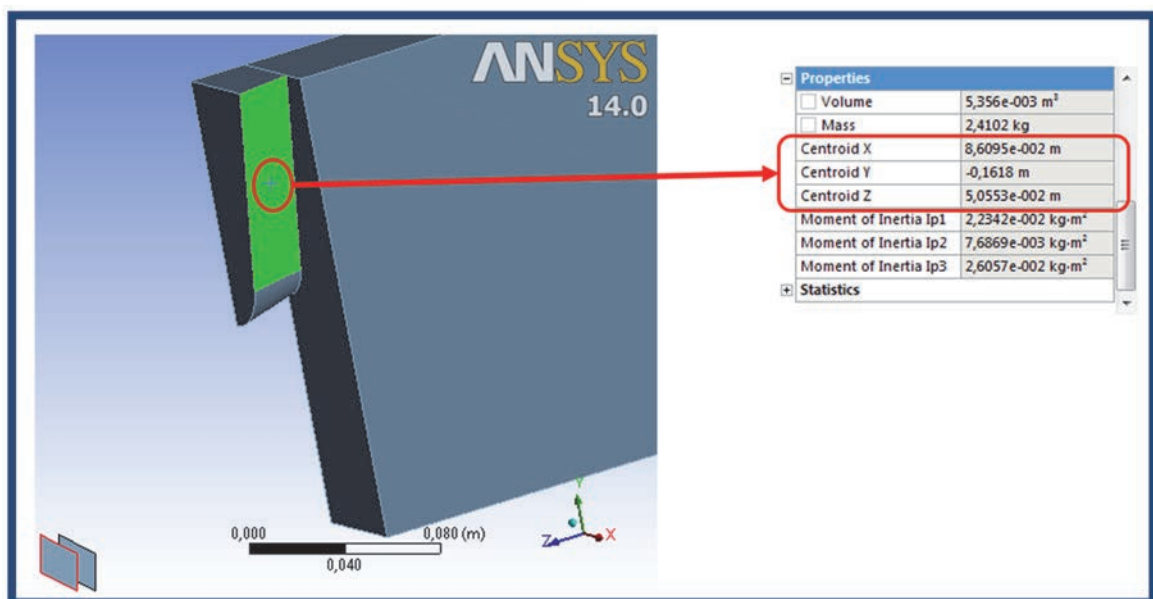 ANSYS
14.0
Properties
Volume 5,356e-003 m³
Mass 2,4102 kg
Centroid X 8,6095e-002 m
Centroid Y -0,1618 m
Centroid Z 5,0553e-002 m
Moment of Inertia Ip1 2,2342e-002 kg·m²
Moment of Inertia Ip2 7,6869e-003 kg·m²
Moment of Inertia Ip3 2,6057e-002 kg·m²
Statistics
0,000 0,080 (m)
0,040
Y
Z X